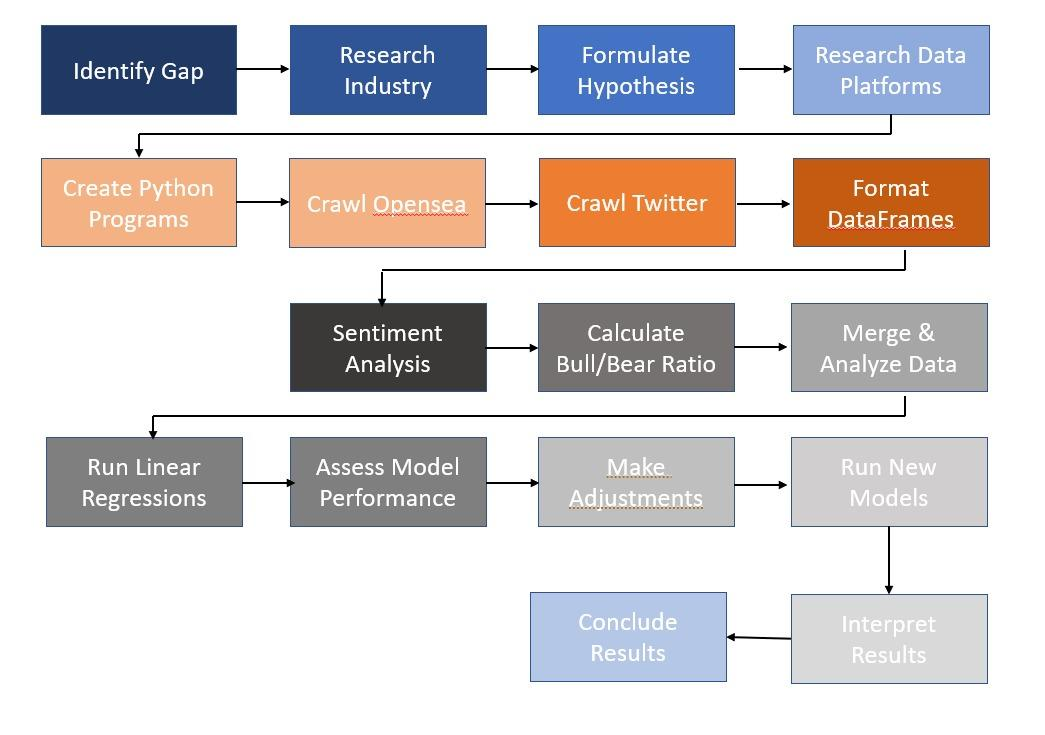 Identify Gap
Research
Industry
Formulate
Hypothesis
Research Data
Platforms
Create Python
Programs
Crawl Opensea
Crawl Twitter
Format
DataFrames
Sentiment
Analysis
Calculate
Bull/Bear Ratio
Merge &
Analyze Data
Run Linear
Regressions
Assess Model
Performance
Make
Adjustments
Run New
Models
Conclude
Results
Interpret
Results